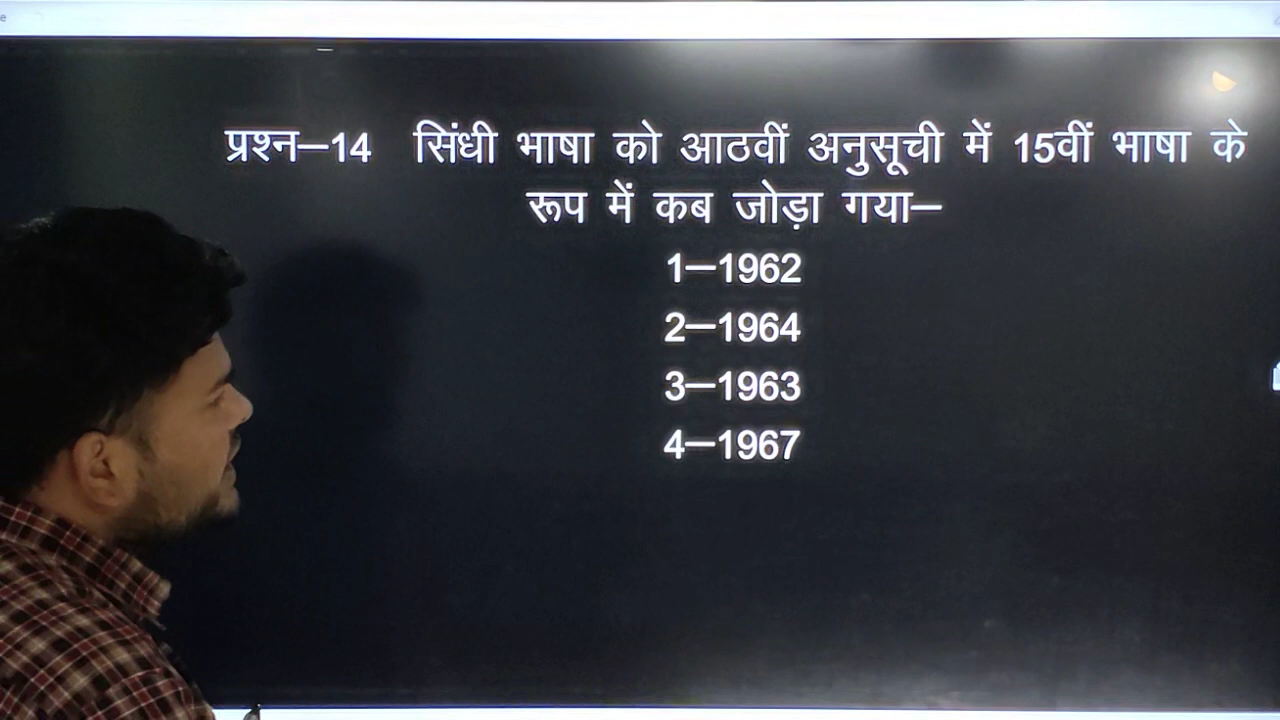 प्रश्न–14 सिंधी भाषा को आठवीं अनुसूची में 15वीं भाषा के
रूप में कब जोड़ा गया–
1–1962
2–1964
3–1963
4–1967